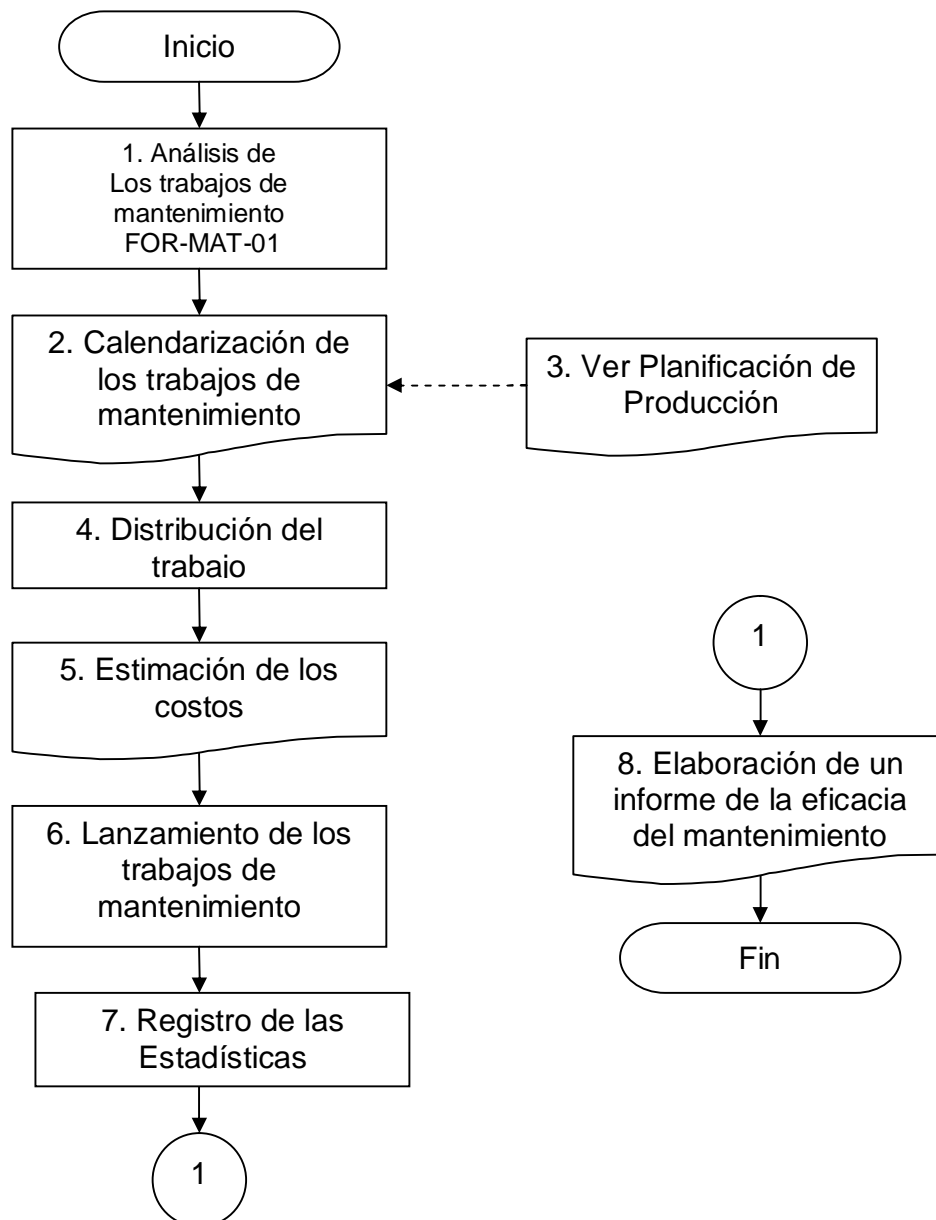 Inicio
1. Análisis de
Los trabajos de
mantenimiento
FOR-MAT-01
2. Calendarización de
los trabajos de
mantenimiento
3. Ver Planificación de
Producción
4. Distribución del
trabajo
5. Estimación de los
costos
6. Lanzamiento de los
trabajos de
mantenimiento
7. Registro de las
Estadísticas
1
1
8. Elaboración de un
informe de la eficacia
del mantenimiento
Fin